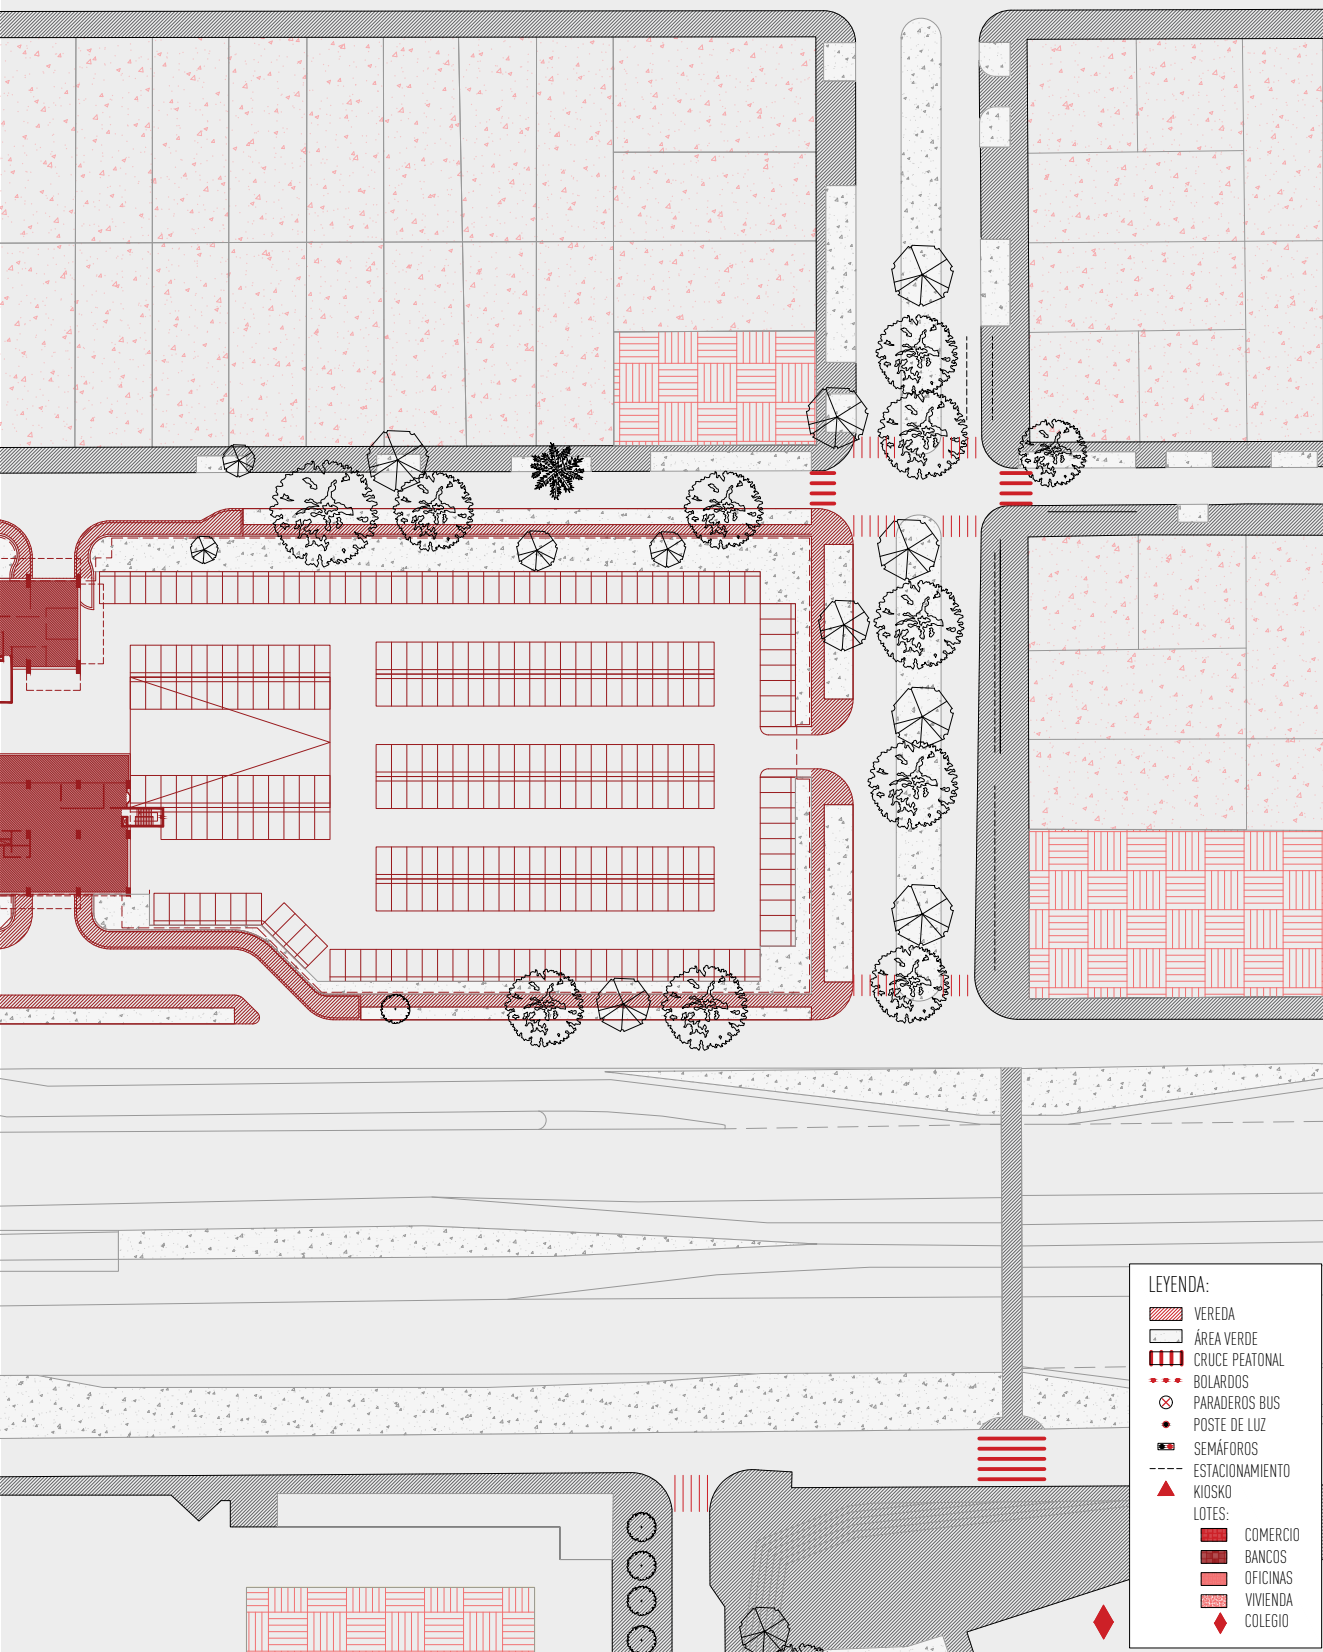 LEYENDA:
VEREDA
ÁREA VERDE
CRUCE PEATONAL
BOLARDOS
PARADEROS BUS
POSTE DE LUZ
SEMÁFOROS
ESTACIONAMIENTO
KIOSKO
LOTES:
COMERCIO
BANCOS
OFICINAS
VIVIENDA
COLEGIO